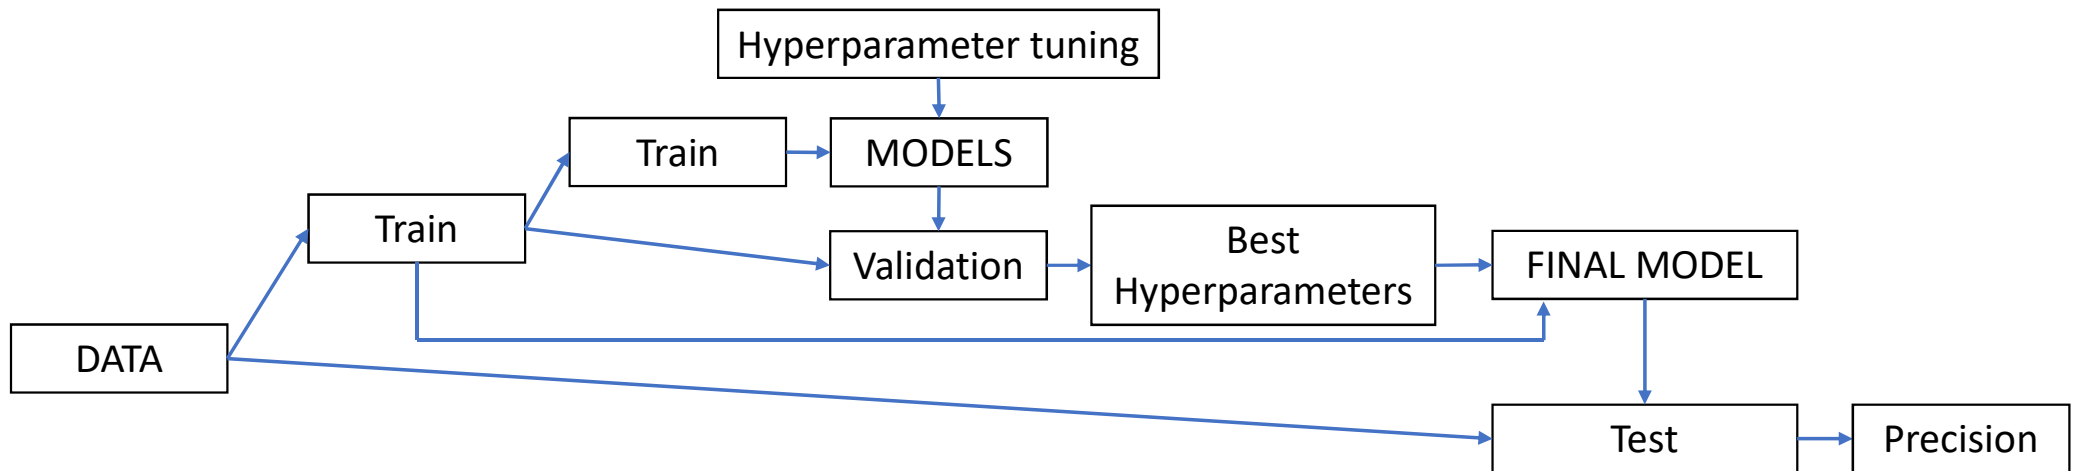 Hyperparameter tuning
Train
MODELS
Train
Validation
Best
Hyperparameters
FINAL MODEL
DATA
Test
Precision